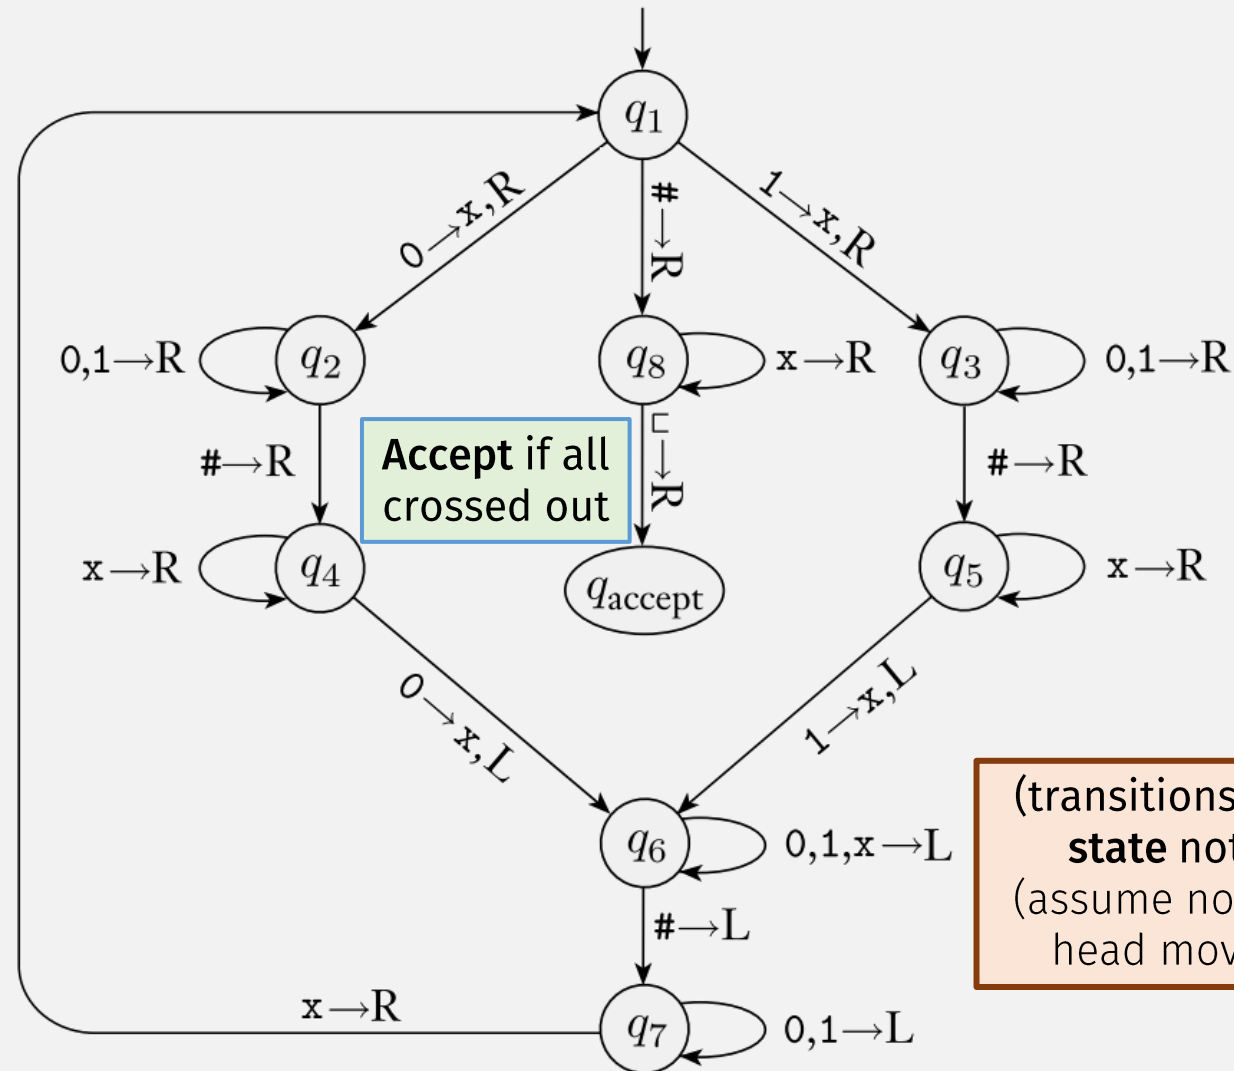 q1
0→x,R
#→R
1→x,R
0,1→R
q2
q8
x→R
q3
0,1→R
#→R
Accept if all
crossed out
⊔→R
#→R
x→R
q4
qaccept
q5
x→R
0→x,L
1→x,L
(transitions
state not
(assume no
head mov
q6
0,1,x→L
#→L
x→R
q7
0,1→L